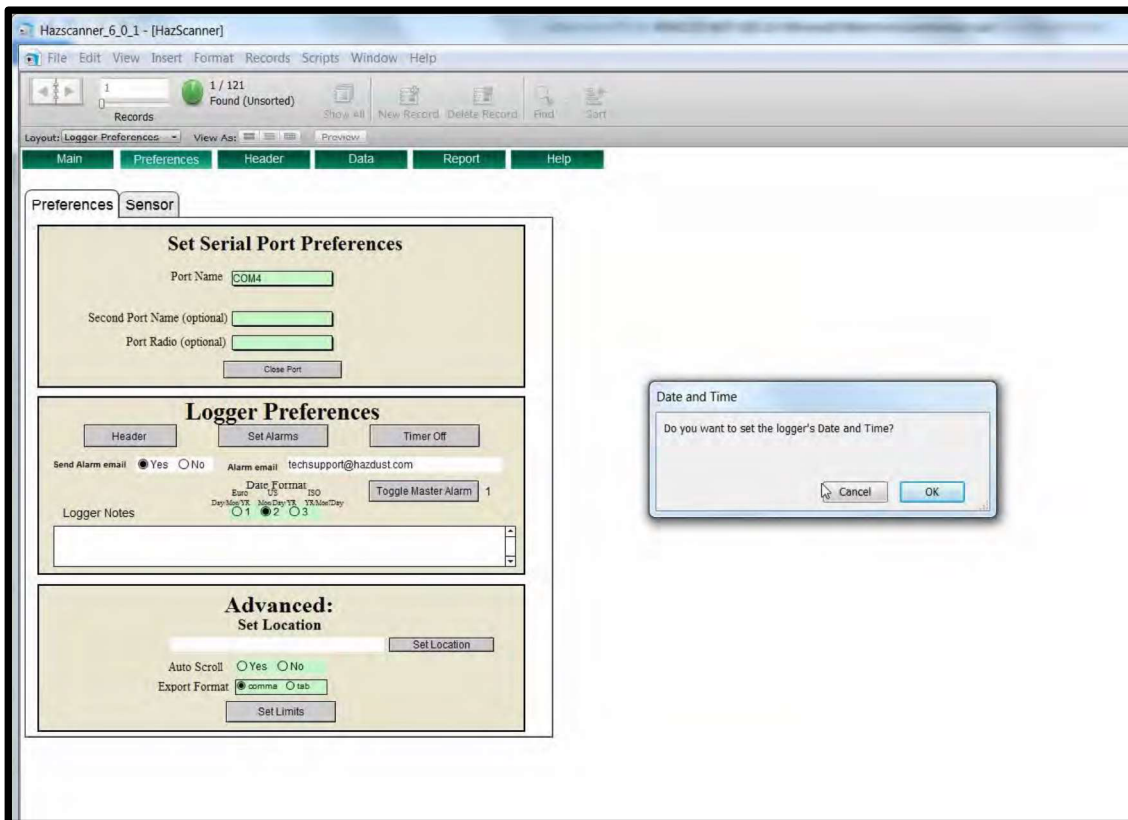 Hazscanner_6_0_1 - [HazScanner]
File Edit View Insert Format Records Scripts Window Help
1
1 / 121
Found (Unsorted)
Records
Show All New Record Delete Record Find Sort
Layout: Logger Preferences View As: Preview
Main Preferences Header Data Report Help
Preferences Sensor
Set Serial Port Preferences
Port Name COM4
Second Port Name (optional)
Port Radio (optional)
Close Port
Logger Preferences
Header Set Alarms Timer Off
Send Alarm email Yes No Alarm email techsupport@hazdust.com
Date Format
Euro US ISO
Day/Mon/YR Mon/Day/YR YR/Mon/Day
1 2 3
Toggle Master Alarm 1
Logger Notes
Advanced:
Set Location
Set Location
Auto Scroll Yes No
Export Format comma tab
Set Limits
Date and Time
Do you want to set the logger's Date and Time?
Cancel OK